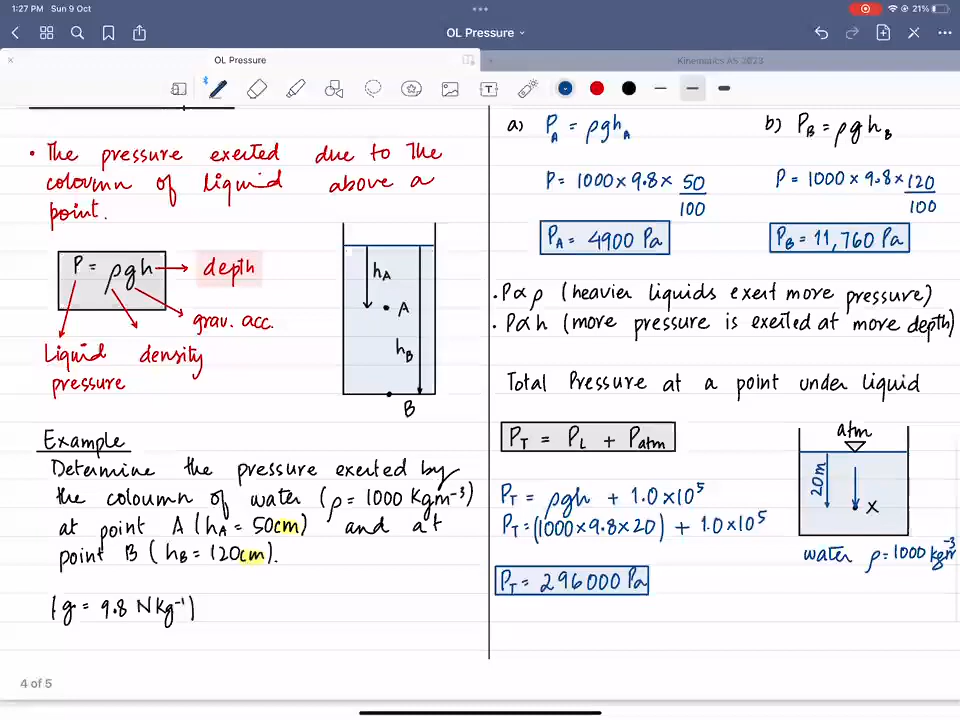 1:27 PM Sun 9 Oct
21%
OL Pressure
OL Pressure
Kinematics AS 2023
• The pressure exerted due to the
coloumn of liquid above a
point.
P = ρgh → depth
grav. acc.
Liquid density
pressure
hA
A
hB
B
Example
Determine the pressure exerted by
the coloumn of water (ρ = 1000 Kgm⁻³)
at point A (hA = 50cm) and at
point B (hB = 120cm).
(g = 9.8 NKg⁻¹)
4 of 5
a) PA = ρghA
P = 1000 × 9.8 × 50/100
PA = 4900 Pa
b) PB = ρghB
P = 1000 × 9.8 × 120/100
PB = 11,760 Pa
• P∝ρ (heavier liquids exert more pressure)
• P∝h (more pressure is exerted at more depth)
Total Pressure at a point under liquid
PT = PL + Patm
PT = ρgh + 1.0×10⁵
PT = (1000×9.8×20) + 1.0×10⁵
PT = 296000 Pa
atm
20m
X
water ρ=1000 kgm⁻³